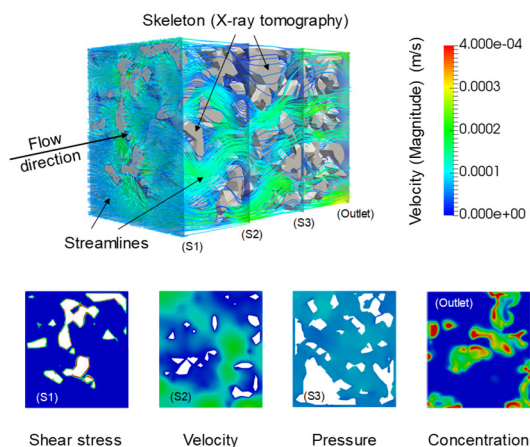 Skeleton (X-ray tomography)
Flow
direction
Streamlines
(S1)
(S2)
(S3)
(Outlet)
Velocity (Magnitude) (m/s)
4.000e-04
0.0003
0.0002
0.0001
0.000e+00
(S1)
(S2)
(S3)
(Outlet)
Shear stress
Velocity
Pressure
Concentration